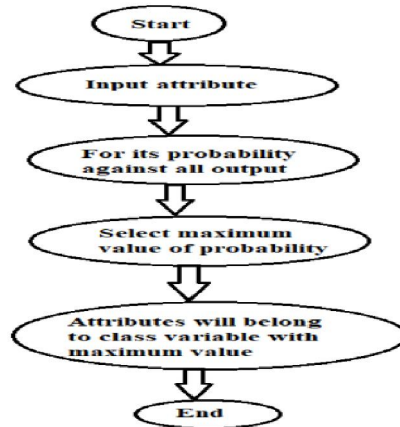 Start
Input attribute
For its probability
against all output
Select maximum
value of probability
Attributes will belong
to class variable with
maximum value
End